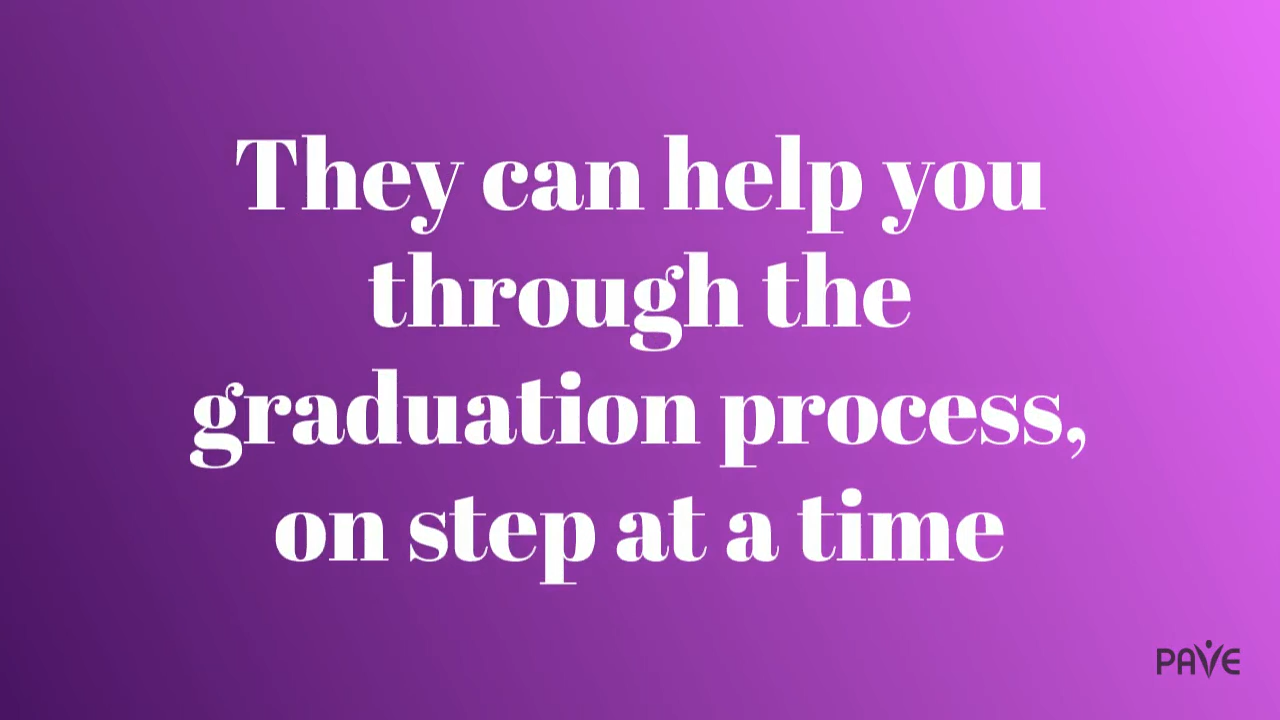 They can help you
through the
graduation process,
on step at a time
PAVE